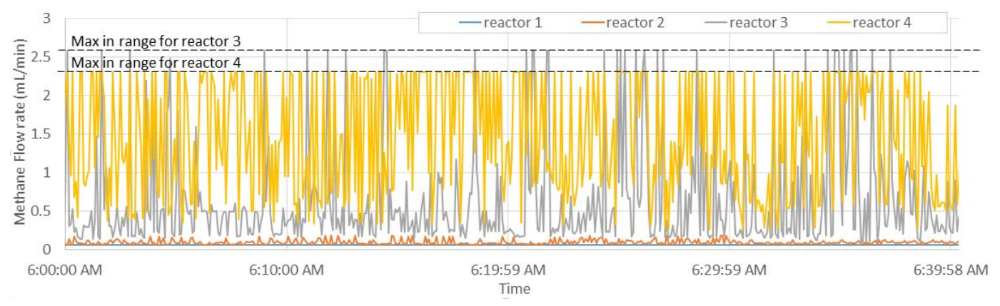 reactor 1 reactor 2 reactor 3 reactor 4
Max in range for reactor 3
Max in range for reactor 4
Methane Flow rate (mL/min)
3
2.5
2
1.5
1
0.5
0
6:00:00 AM 6:10:00 AM 6:19:59 AM 6:29:59 AM 6:39:58 AM
Time